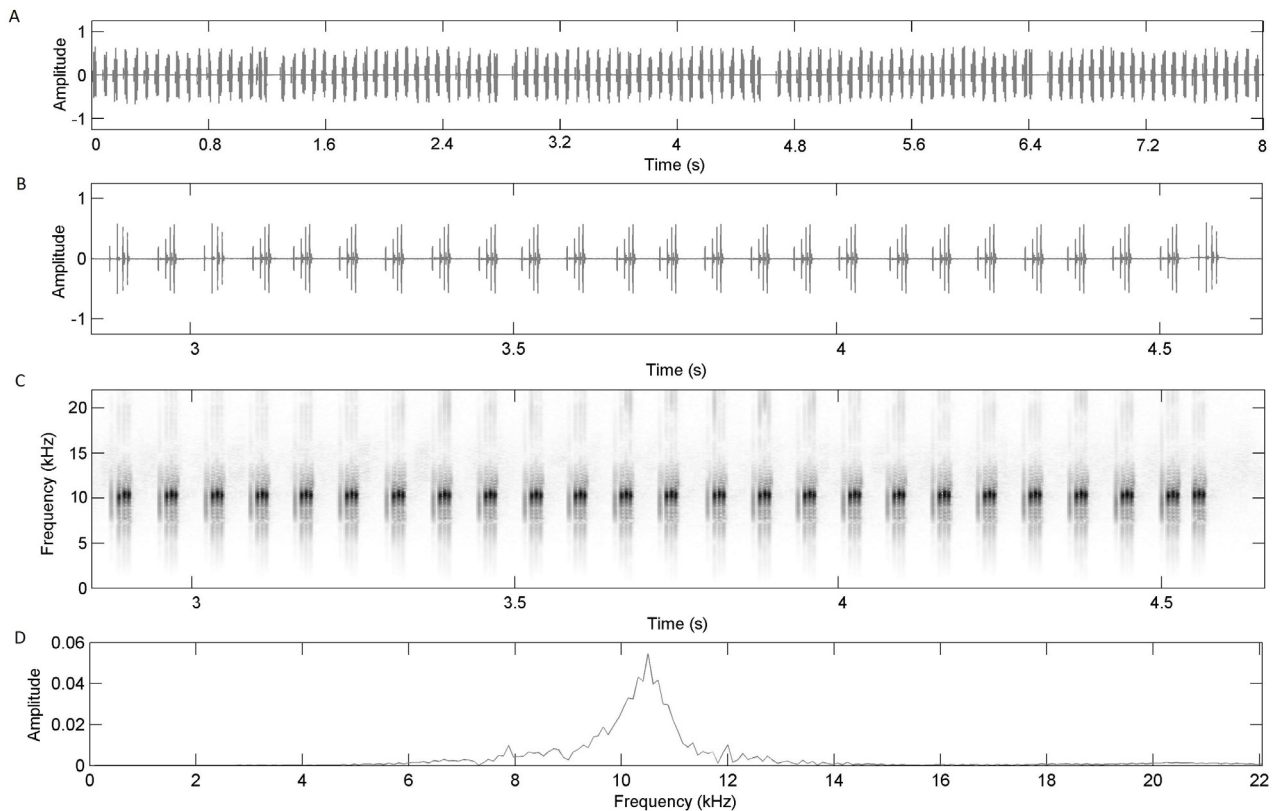 A
Amplitude
1
0
-1
0 0.8 1.6 2.4 3.2 4 4.8 5.6 6.4 7.2 8
Time (s)
B
Amplitude
1
0
-1
3 3.5 4 4.5
Time (s)
C
Frequency (kHz)
20
15
10
5
0
3 3.5 4 4.5
Time (s)
D
Amplitude
0.06
0.04
0.02
0
0 2 4 6 8 10 12 14 16 18 20 22
Frequency (kHz)